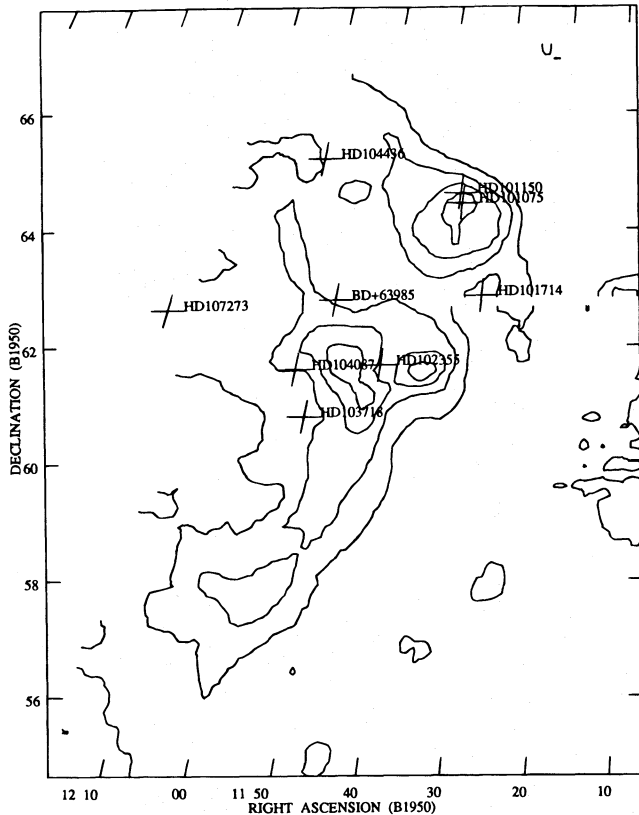 66
HD104436
HD101150
HD101075
64
HD101714
BD+63985
HD107273
62
HD104087
HD102355
HD103718
60
58
56
DECLINATION (B1950)
12 10 00 11 50 40 30 20 10
RIGHT ASCENSION (B1950)